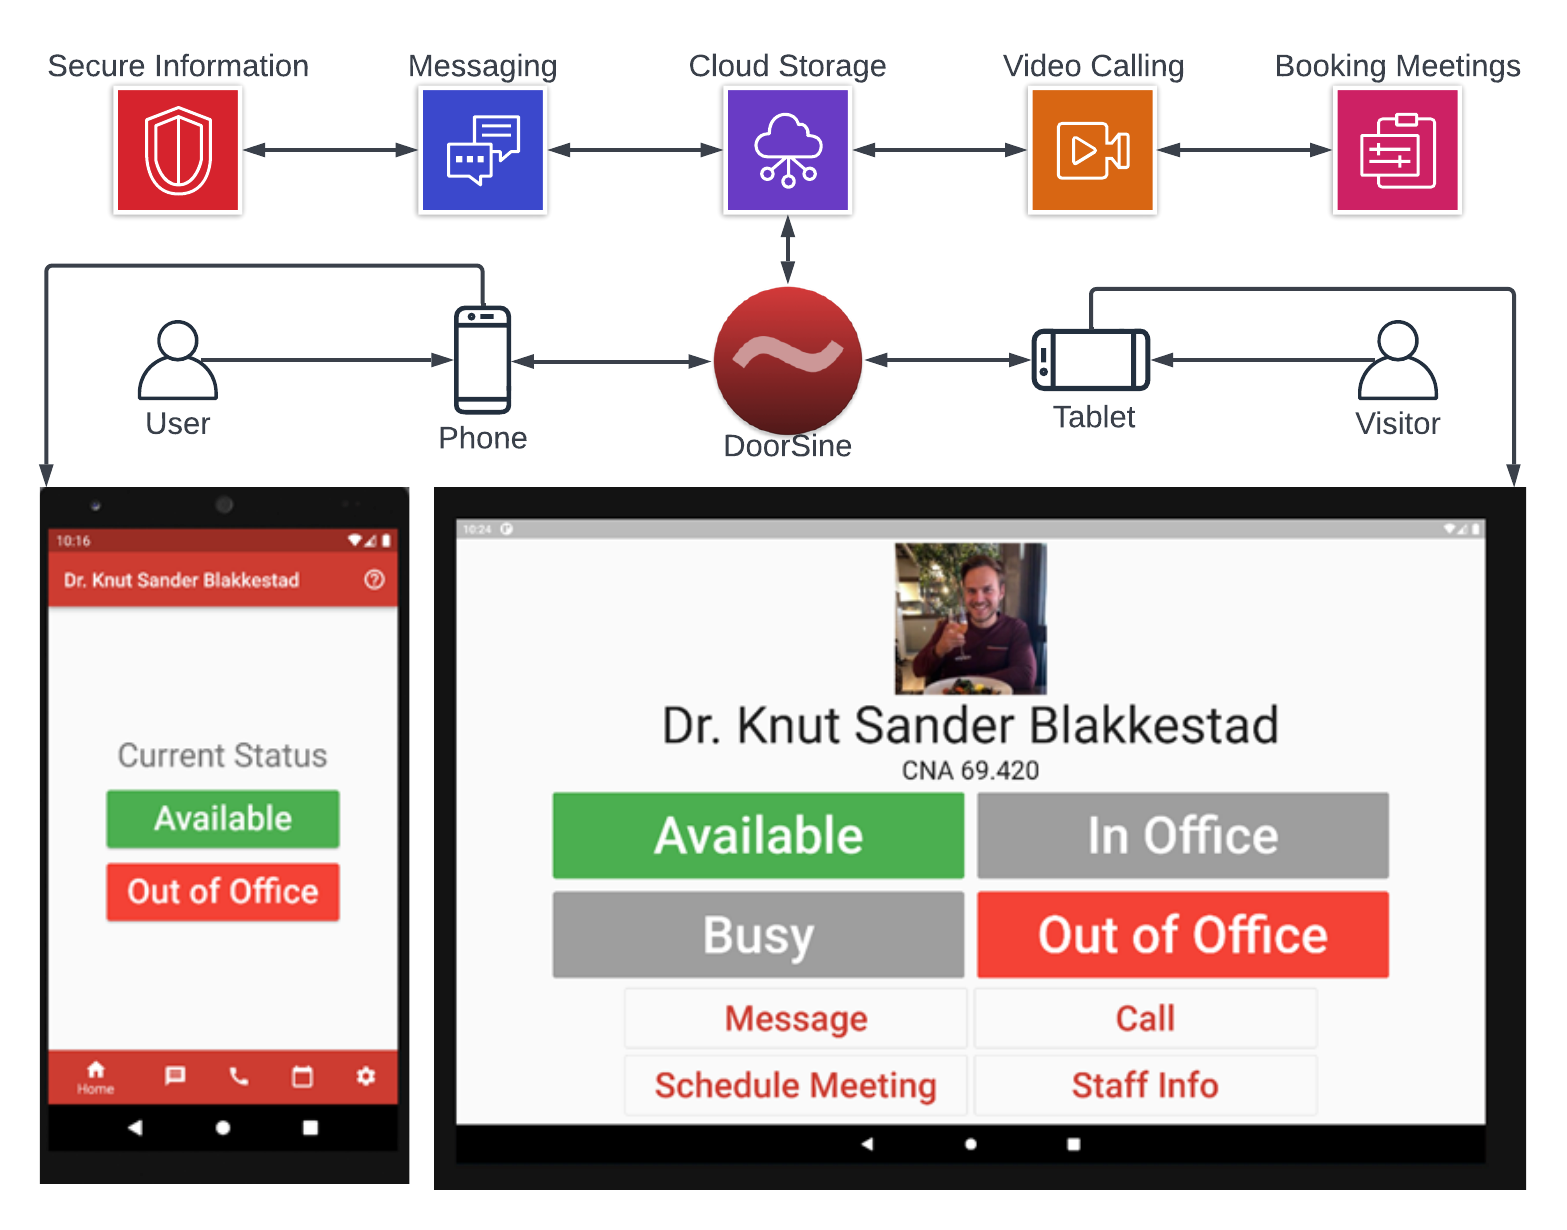 Secure Information
Messaging
Cloud Storage
Video Calling
Booking Meetings
User
Phone
DoorSine
Tablet
Visitor
10:16
Dr. Knut Sander Blakkestad
Current Status
Available
Out of Office
Home
10:24
Dr. Knut Sander Blakkestad
CNA 69.420
Available
In Office
Busy
Out of Office
Message
Call
Schedule Meeting
Staff Info